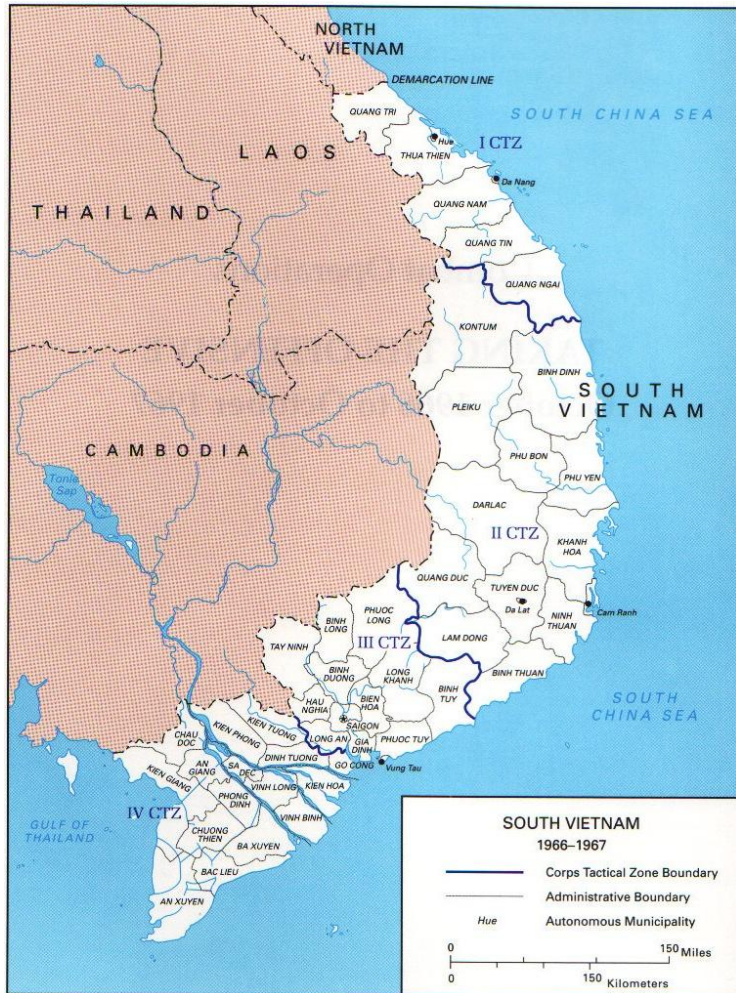 NORTH
VIETNAM
DEMARCATION LINE
SOUTH CHINA SEA
QUANG TRI
Hue
I CTZ
THUA THIEN
LAOS
Da Nang
THAILAND
QUANG NAM
QUANG TIN
QUANG NGAI
KONTUM
BINH DINH
SOUTH
VIETNAM
PLEIKU
CAMBODIA
PHU BON
PHU YEN
Tonle
Sap
DARLAC
II CTZ
KHANH
HOA
QUANG DUC
TUYEN DUC
Da Lat
Cam Ranh
NINH
THUAN
PHUOC
LONG
BINH
LONG
III CTZ
LAM DONG
TAY NINH
LONG
KHANH
BINH THUAN
BINH
DUONG
BINH
TUY
HAU
NGHIA
BIEN
HOA
SAIGON
SOUTH
CHINA SEA
LONG AN
GIA
DINH
PHUOC TUY
KIEN TUONG
KIEN PHONG
CHAU
DOC
DINH TUONG
GO CONG
Vung Tau
AN
GIANG
SA
DEC
KIEN GIANG
VINH LONG
KIEN HOA
PHONG
DINH
IV CTZ
VINH BINH
GULF OF
THAILAND
CHUONG
THIEN
BA XUYEN
BAC LIEU
AN XUYEN
SOUTH VIETNAM
1966–1967
Corps Tactical Zone Boundary
Administrative Boundary
Hue Autonomous Municipality
0 150 Miles
0 150
Kilometers